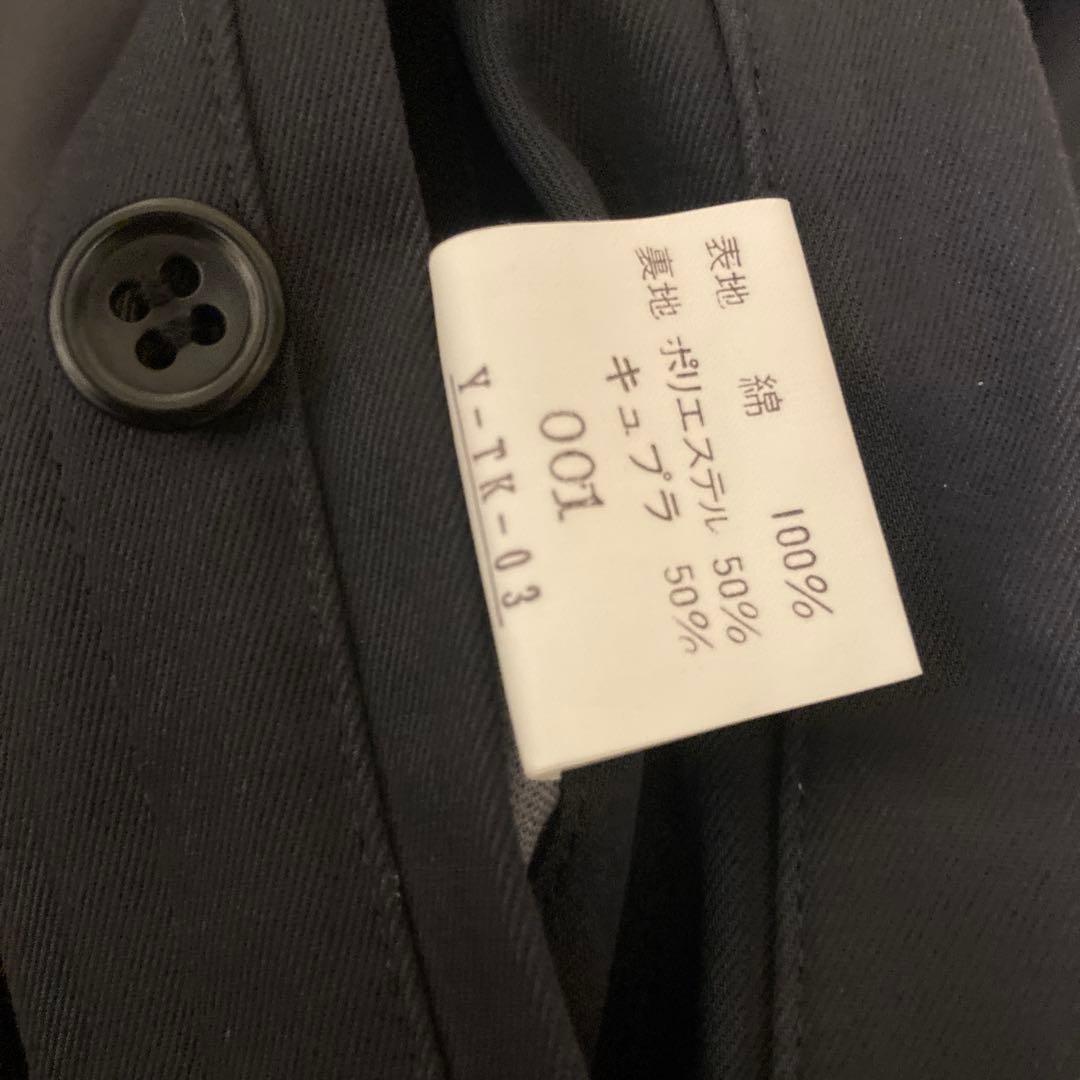 表地 綿 100%
裏地 ポリエステル 50%
キュプラ 50%
001
Y-TK-03